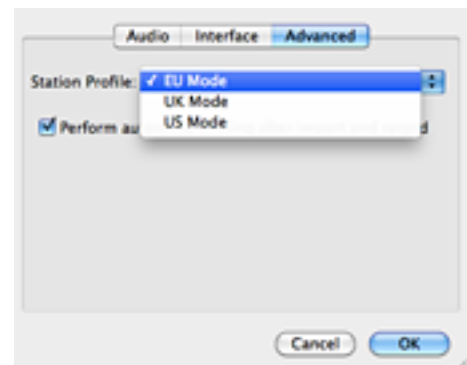 Audio Interface Advanced
Station Profile: ✓ EU Mode
UK Mode
US Mode
Perform au
Cancel OK